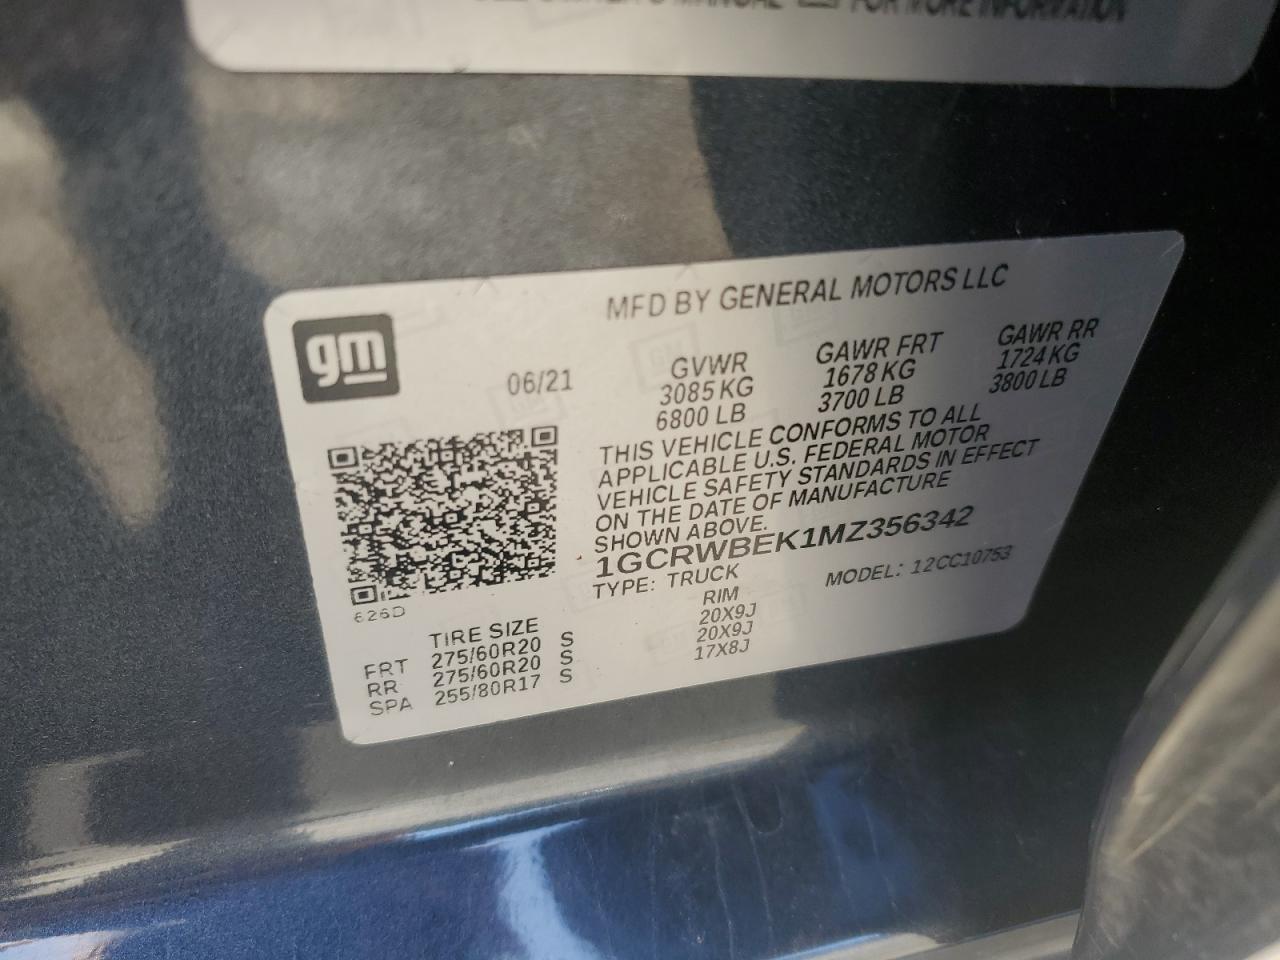 OWNER'S MANUAL FOR MORE INFORMATION
gm
MFD BY GENERAL MOTORS LLC
06/21
GVWR GAWR FRT GAWR RR
3085 KG 1678 KG 1724 KG
6800 LB 3700 LB 3800 LB
THIS VEHICLE CONFORMS TO ALL
APPLICABLE U.S. FEDERAL MOTOR
VEHICLE SAFETY STANDARDS IN EFFECT
ON THE DATE OF MANUFACTURE
SHOWN ABOVE.
1GCRWBEK1MZ356342
TYPE: TRUCK MODEL: 12CC10753
626D
TIRE SIZE RIM
FRT 275/60R20 S 20X9J
RR 275/60R20 S 20X9J
SPA 255/80R17 S 17X8J